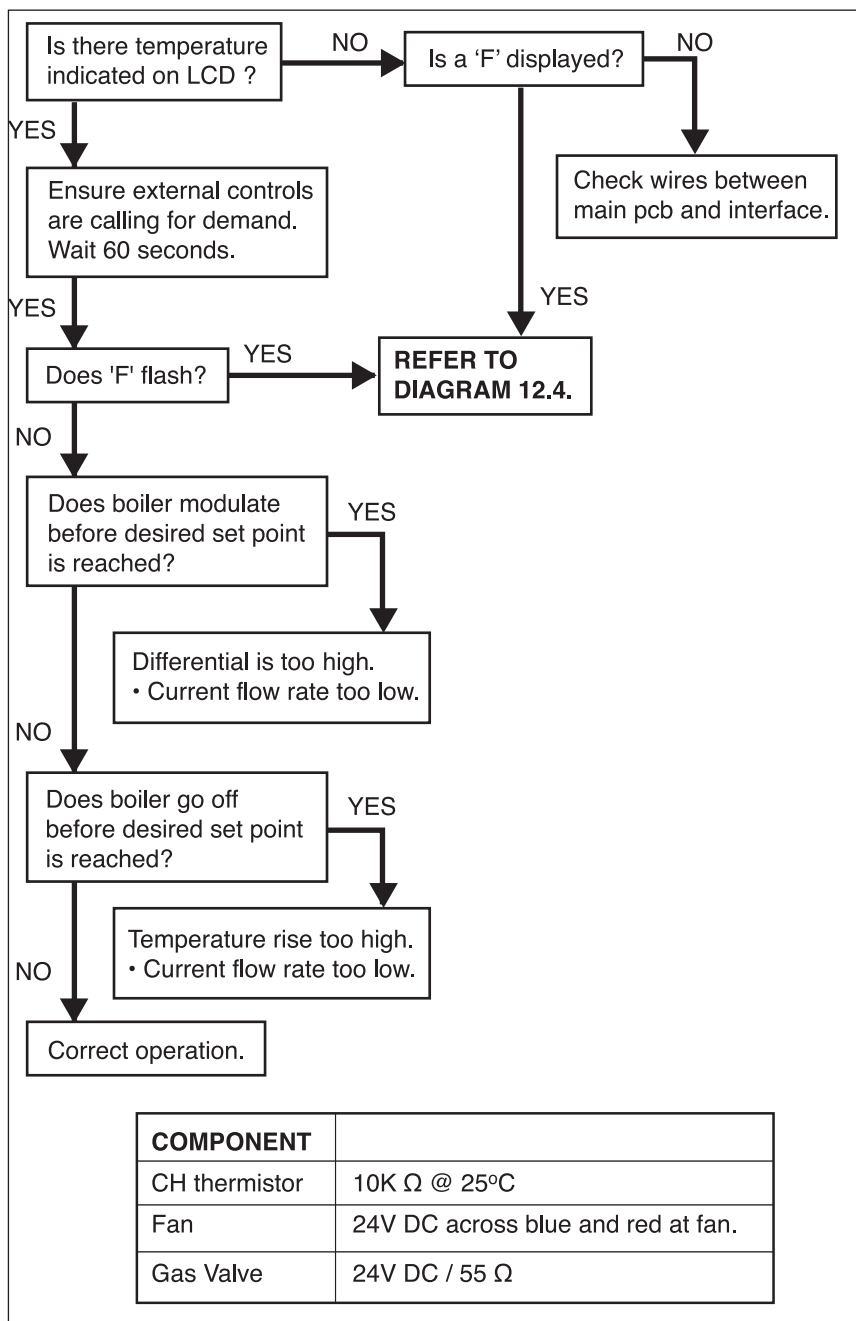 Is there temperature
indicated on LCD ?
NO
Is a ‘F’ displayed?
NO
YES
Check wires between
main pcb and interface.
Ensure external controls
are calling for demand.
Wait 60 seconds.
YES
YES
Does 'F' flash?
YES
REFER TO
DIAGRAM 12.4.
NO
Does boiler modulate
before desired set point
is reached?
YES
Differential is too high.
• Current flow rate too low.
NO
Does boiler go off
before desired set point
is reached?
YES
Temperature rise too high.
• Current flow rate too low.
NO
Correct operation.
COMPONENT
CH thermistor 10K Ω @ 25ºC
Fan 24V DC across blue and red at fan.
Gas Valve 24V DC / 55 Ω